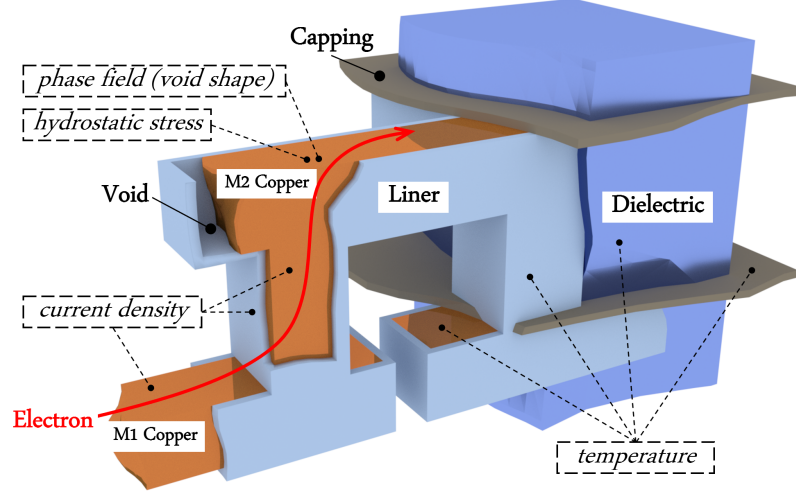 Capping
phase field (void shape)
hydrostatic stress
M2 Copper
Void
Liner
Dielectric
current density
Electron
M1 Copper
temperature